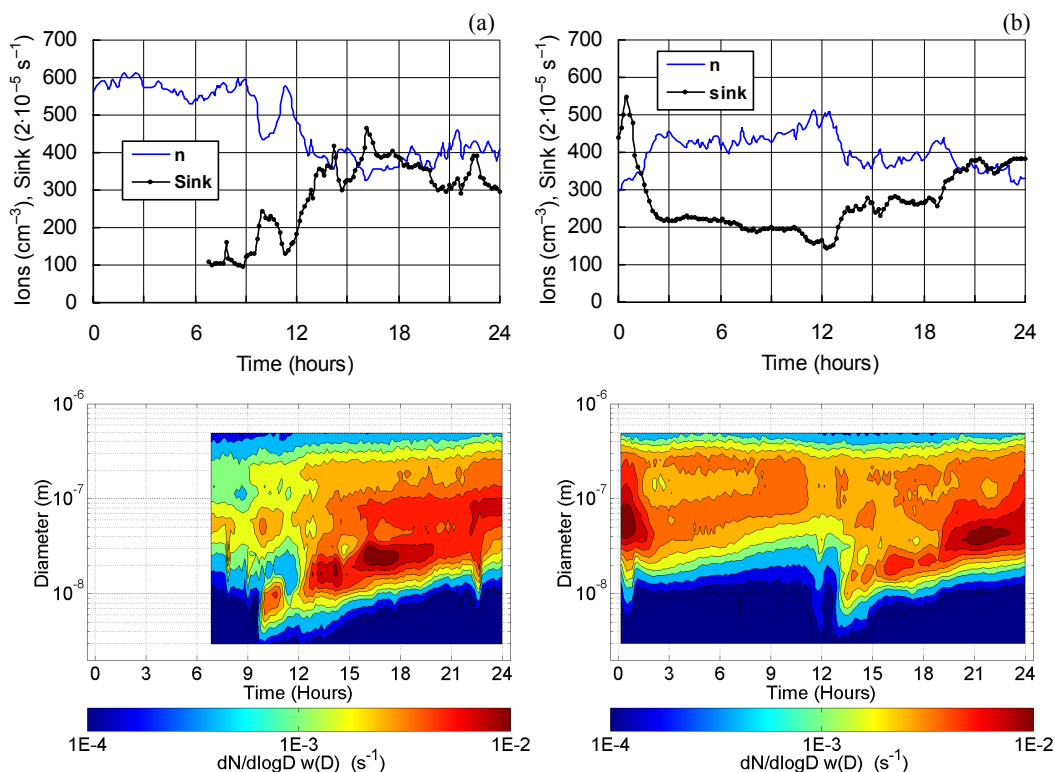 (a)
700
600
500
400
300
200
100
0
Ions (cm⁻³), Sink (2·10⁻⁵ s⁻¹)
n
Sink
0 6 12 18 24
Time (hours)
(b)
700
600
500
400
300
200
100
0
Ions (cm⁻³), Sink (2·10⁻⁵ s⁻¹)
n
sink
0 6 12 18 24
Time (hours)
10⁻⁶
10⁻⁷
10⁻⁸
Diameter (m)
0 3 6 9 12 15 18 21 24
Time (Hours)
1E-4 1E-3 1E-2
dN/dlogD w(D) (s⁻¹)
10⁻⁶
10⁻⁷
10⁻⁸
Diameter (m)
0 3 6 9 12 15 18 21 24
Time (Hours)
1E-4 1E-3 1E-2
dN/dlogD w(D) (s⁻¹)